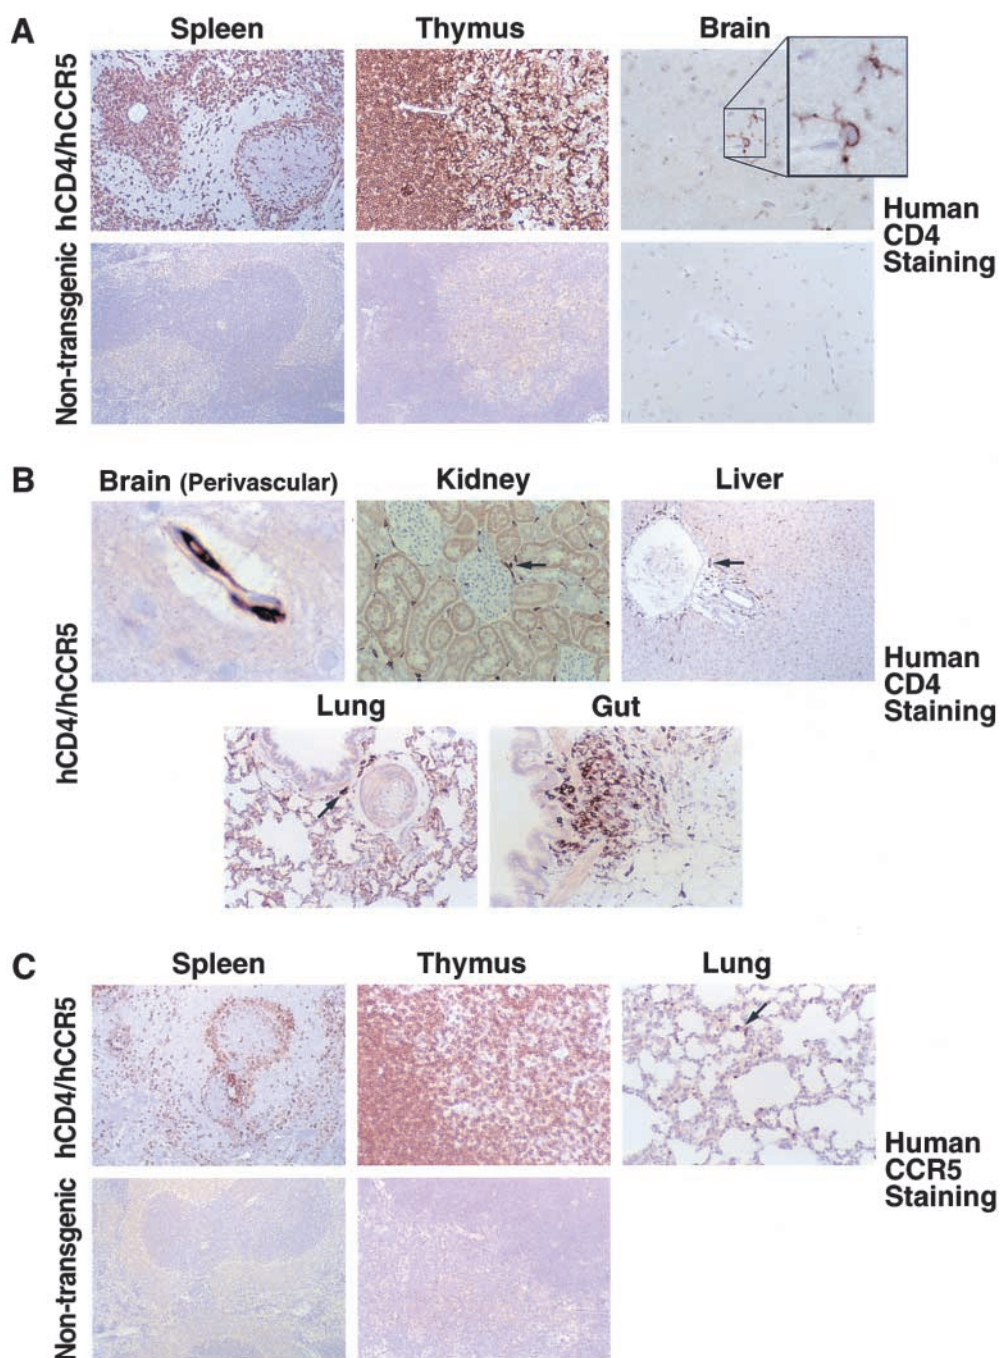 A
Spleen
Thymus
Brain
hCD4/hCCR5
Non-transgenic
Human
CD4
Staining
B
Brain (Perivascular)
Kidney
Liver
hCD4/hCCR5
Lung
Gut
Human
CD4
Staining
C
Spleen
Thymus
Lung
hCD4/hCCR5
Non-transgenic
Human
CCR5
Staining